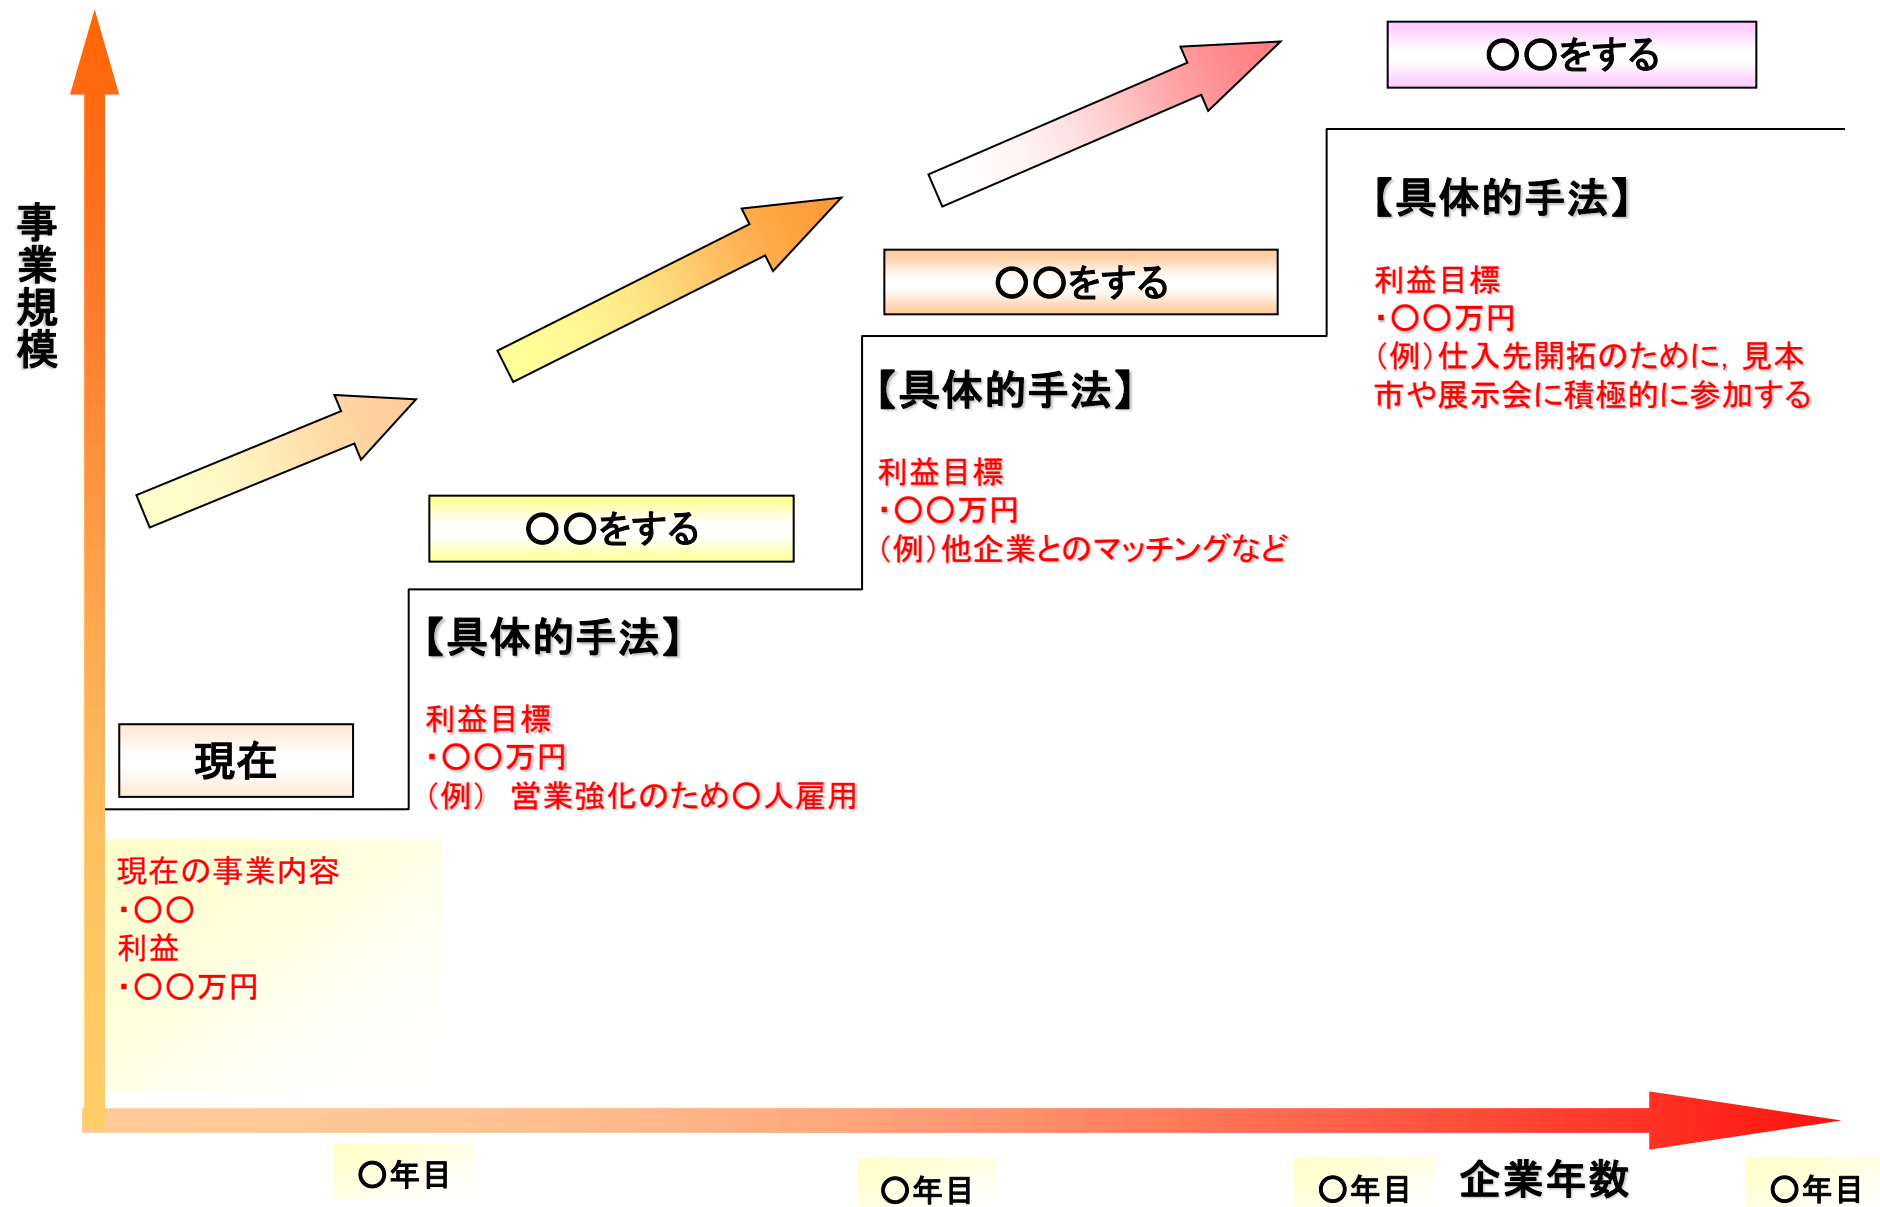 〇〇をする
【具体的手法】
利益目標
・〇〇万円
（例）仕入先開拓のために，見本
市や展示会に積極的に参加する
〇〇をする
【具体的手法】
利益目標
・〇〇万円
（例）他企業とのマッチングなど
〇〇をする
【具体的手法】
利益目標
・〇〇万円
（例）　営業強化のため〇人雇用
事業規模
現在
現在の事業内容
・〇〇
利益
・〇〇万円
〇年目
〇年目
〇年目
企業年数
〇年目